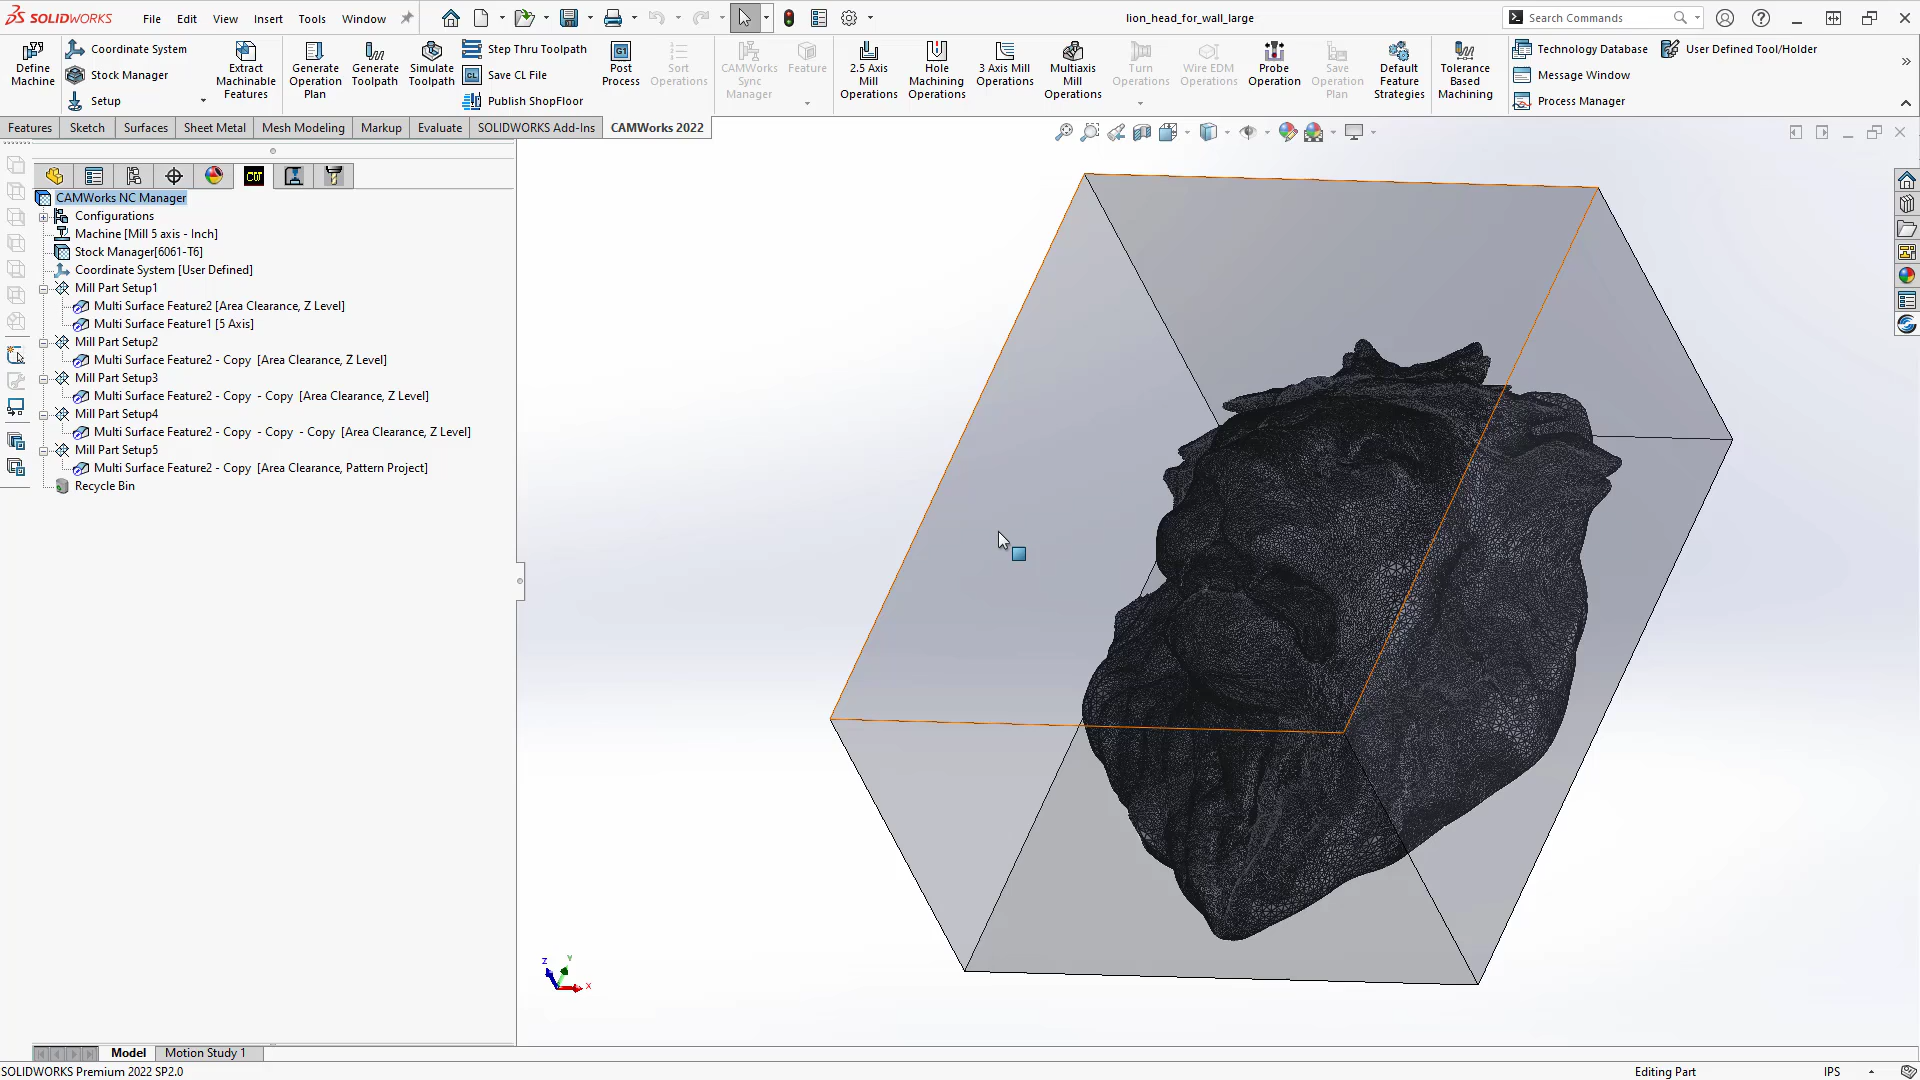 SOLIDWORKS File Edit View Insert Tools Window lion_head_for_wall_large Search Commands
Define Machine
Coordinate System
Stock Manager
Setup
Extract Machinable Features
Generate Operation Plan
Generate Toolpath
Simulate Toolpath
Step Thru Toolpath
CL Save CL File
Publish ShopFloor
G1
Post Process
Sort Operations
CAMWorks Sync Manager
Feature
2.5 Axis Mill Operations
Hole Machining Operations
3 Axis Mill Operations
Multiaxis Mill Operations
Turn Operations
Wire EDM Operations
Probe Operation
Save Operation Plan
Default Feature Strategies
Tolerance Based Machining
Technology Database
User Defined Tool/Holder
Message Window
Process Manager
Features Sketch Surfaces Sheet Metal Mesh Modeling Markup Evaluate SOLIDWORKS Add-Ins CAMWorks 2022
CW
CAMWorks NC Manager
Configurations
Machine [Mill 5 axis - Inch]
Stock Manager[6061-T6]
Coordinate System [User Defined]
Mill Part Setup1
Multi Surface Feature2 [Area Clearance, Z Level]
Multi Surface Feature1 [5 Axis]
Mill Part Setup2
Multi Surface Feature2 - Copy [Area Clearance, Z Level]
Mill Part Setup3
Multi Surface Feature2 - Copy - Copy [Area Clearance, Z Level]
Mill Part Setup4
Multi Surface Feature2 - Copy - Copy - Copy [Area Clearance, Z Level]
Mill Part Setup5
Multi Surface Feature2 - Copy [Area Clearance, Pattern Project]
Recycle Bin
Z Y X
Model Motion Study 1
SOLIDWORKS Premium 2022 SP2.0 Editing Part IPS